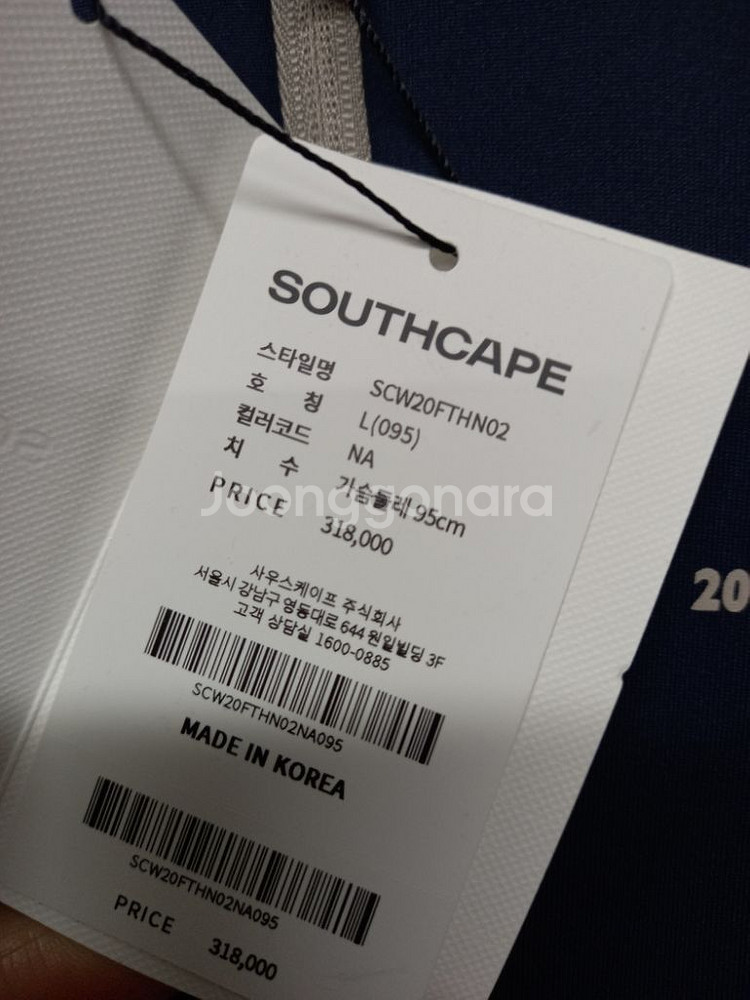 SOUTHCAPE
스타일명 SCW20FTHN02
호 칭 L(095)
컬러코드 NA
치 수 가슴둘레 95cm
PRICE 318,000
Joonggonara
사우스케이프 주식회사
서울시 강남구 영동대로 644 원일빌딩 3F
고객 상담실 1600-0885
SCW20FTHN02NA095
MADE IN KOREA
SCW20FTHN02NA095
PRICE 318,000
20